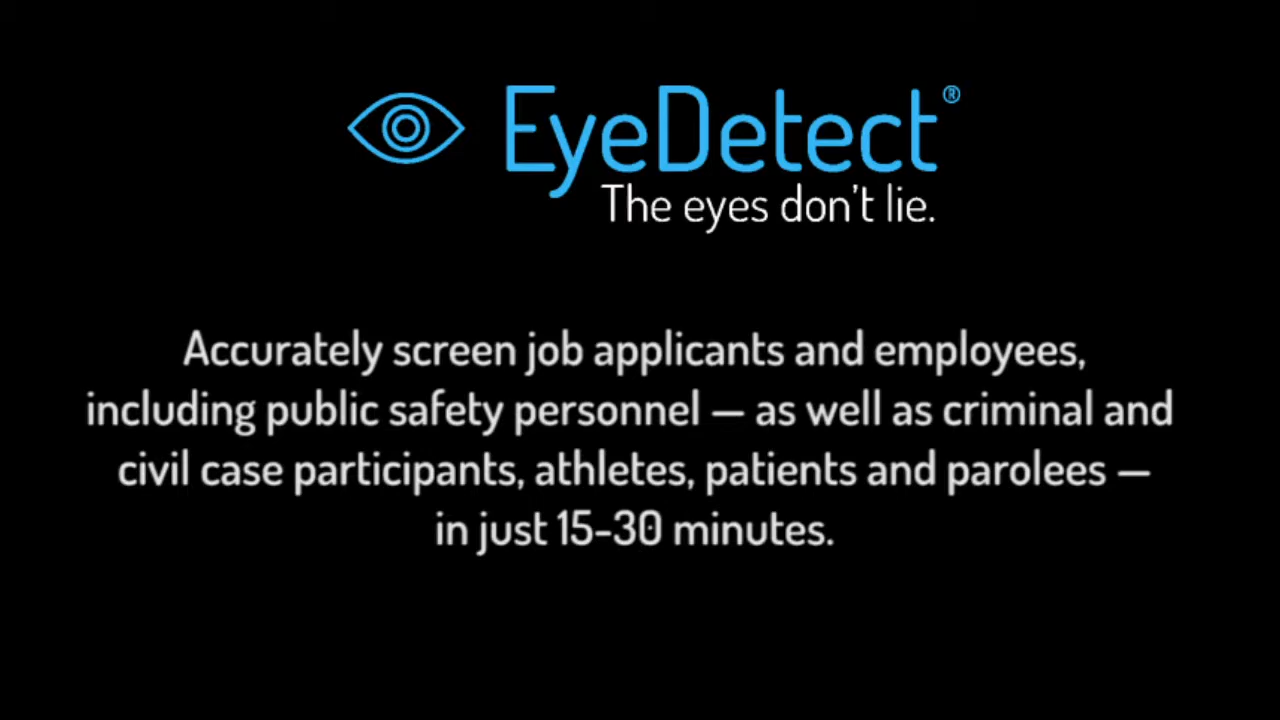 EyeDetect®
The eyes don't lie.
Accurately screen job applicants and employees,
including public safety personnel — as well as criminal and
civil case participants, athletes, patients and parolees —
in just 15-30 minutes.